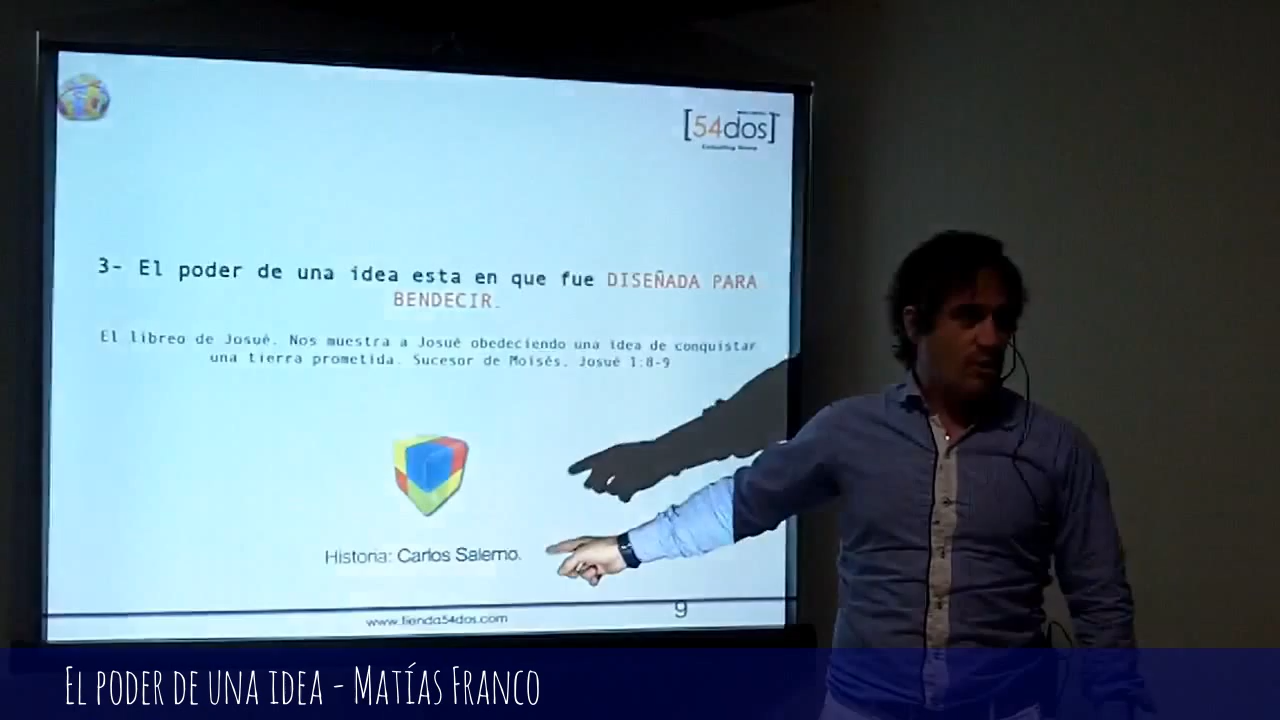 [54dos]
Consulting Group
3- El poder de una idea esta en que fue DISEÑADA PARA
BENDECIR.
El libreo de Josué. Nos muestra a Josué obedeciendo una idea de conquistar
una tierra prometida. Sucesor de Moisés. Josué 1:8-9
Historia: Carlos Salerno.
www.tienda54dos.com
9
El poder de una idea - Matías Franco